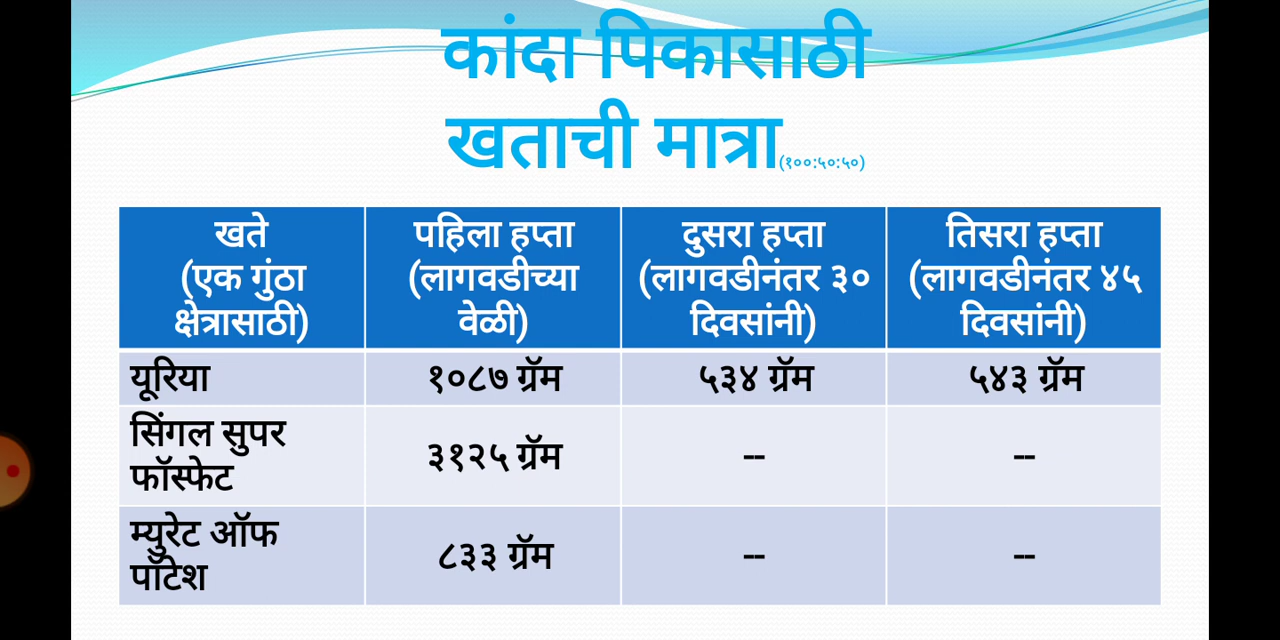 कांदा पिकासाठी
खताची मात्रा(१००:५०:५०)
खते
(एक गुंठा
क्षेत्रासाठी)
पहिला हप्ता
(लागवडीच्या
वेळी)
दुसरा हप्ता
(लागवडीनंतर ३०
दिवसांनी)
तिसरा हप्ता
(लागवडीनंतर ४५
दिवसांनी)
यूरिया
१०८७ ग्रॅम
५३४ ग्रॅम
५४३ ग्रॅम
सिंगल सुपर
फॉस्फेट
३१२५ ग्रॅम
--
--
म्युरेट ऑफ
पॉटेश
८३३ ग्रॅम
--
--